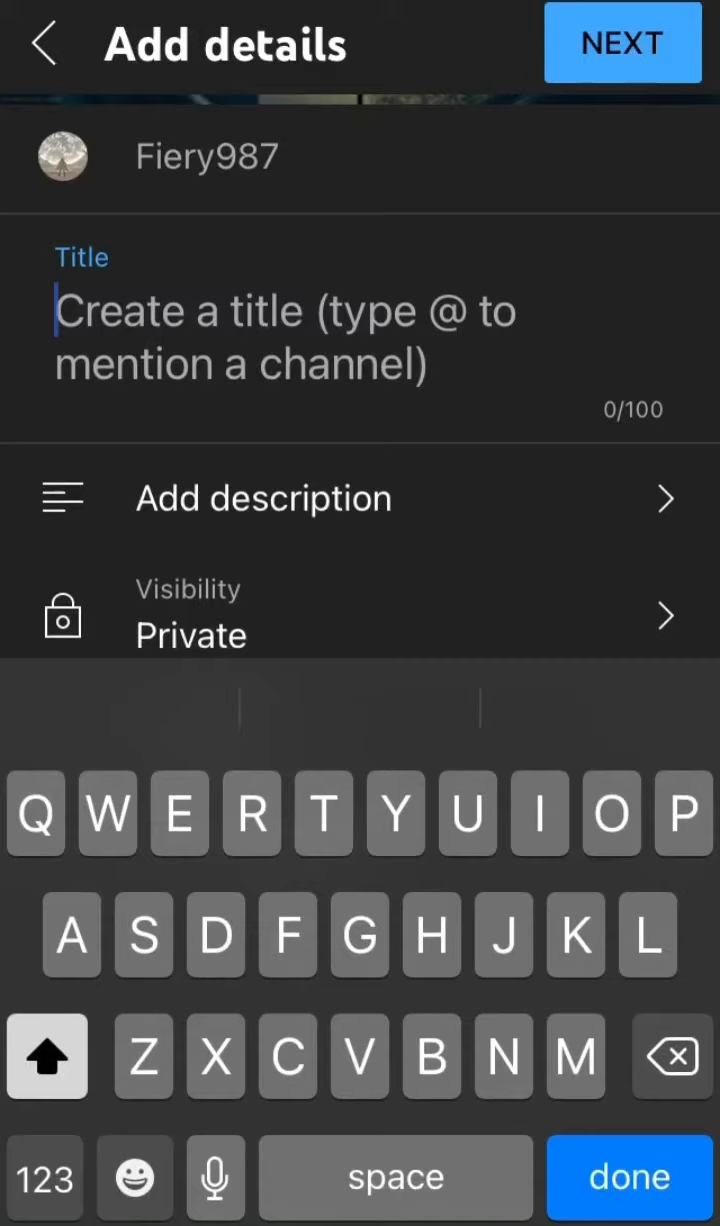 Add details
NEXT
Fiery987
Title
Create a title (type @ to
mention a channel)
0/100
Add description
Visibility
Private
Q W E R T Y U I O P
A S D F G H J K L
Z X C V B N M
123 space done